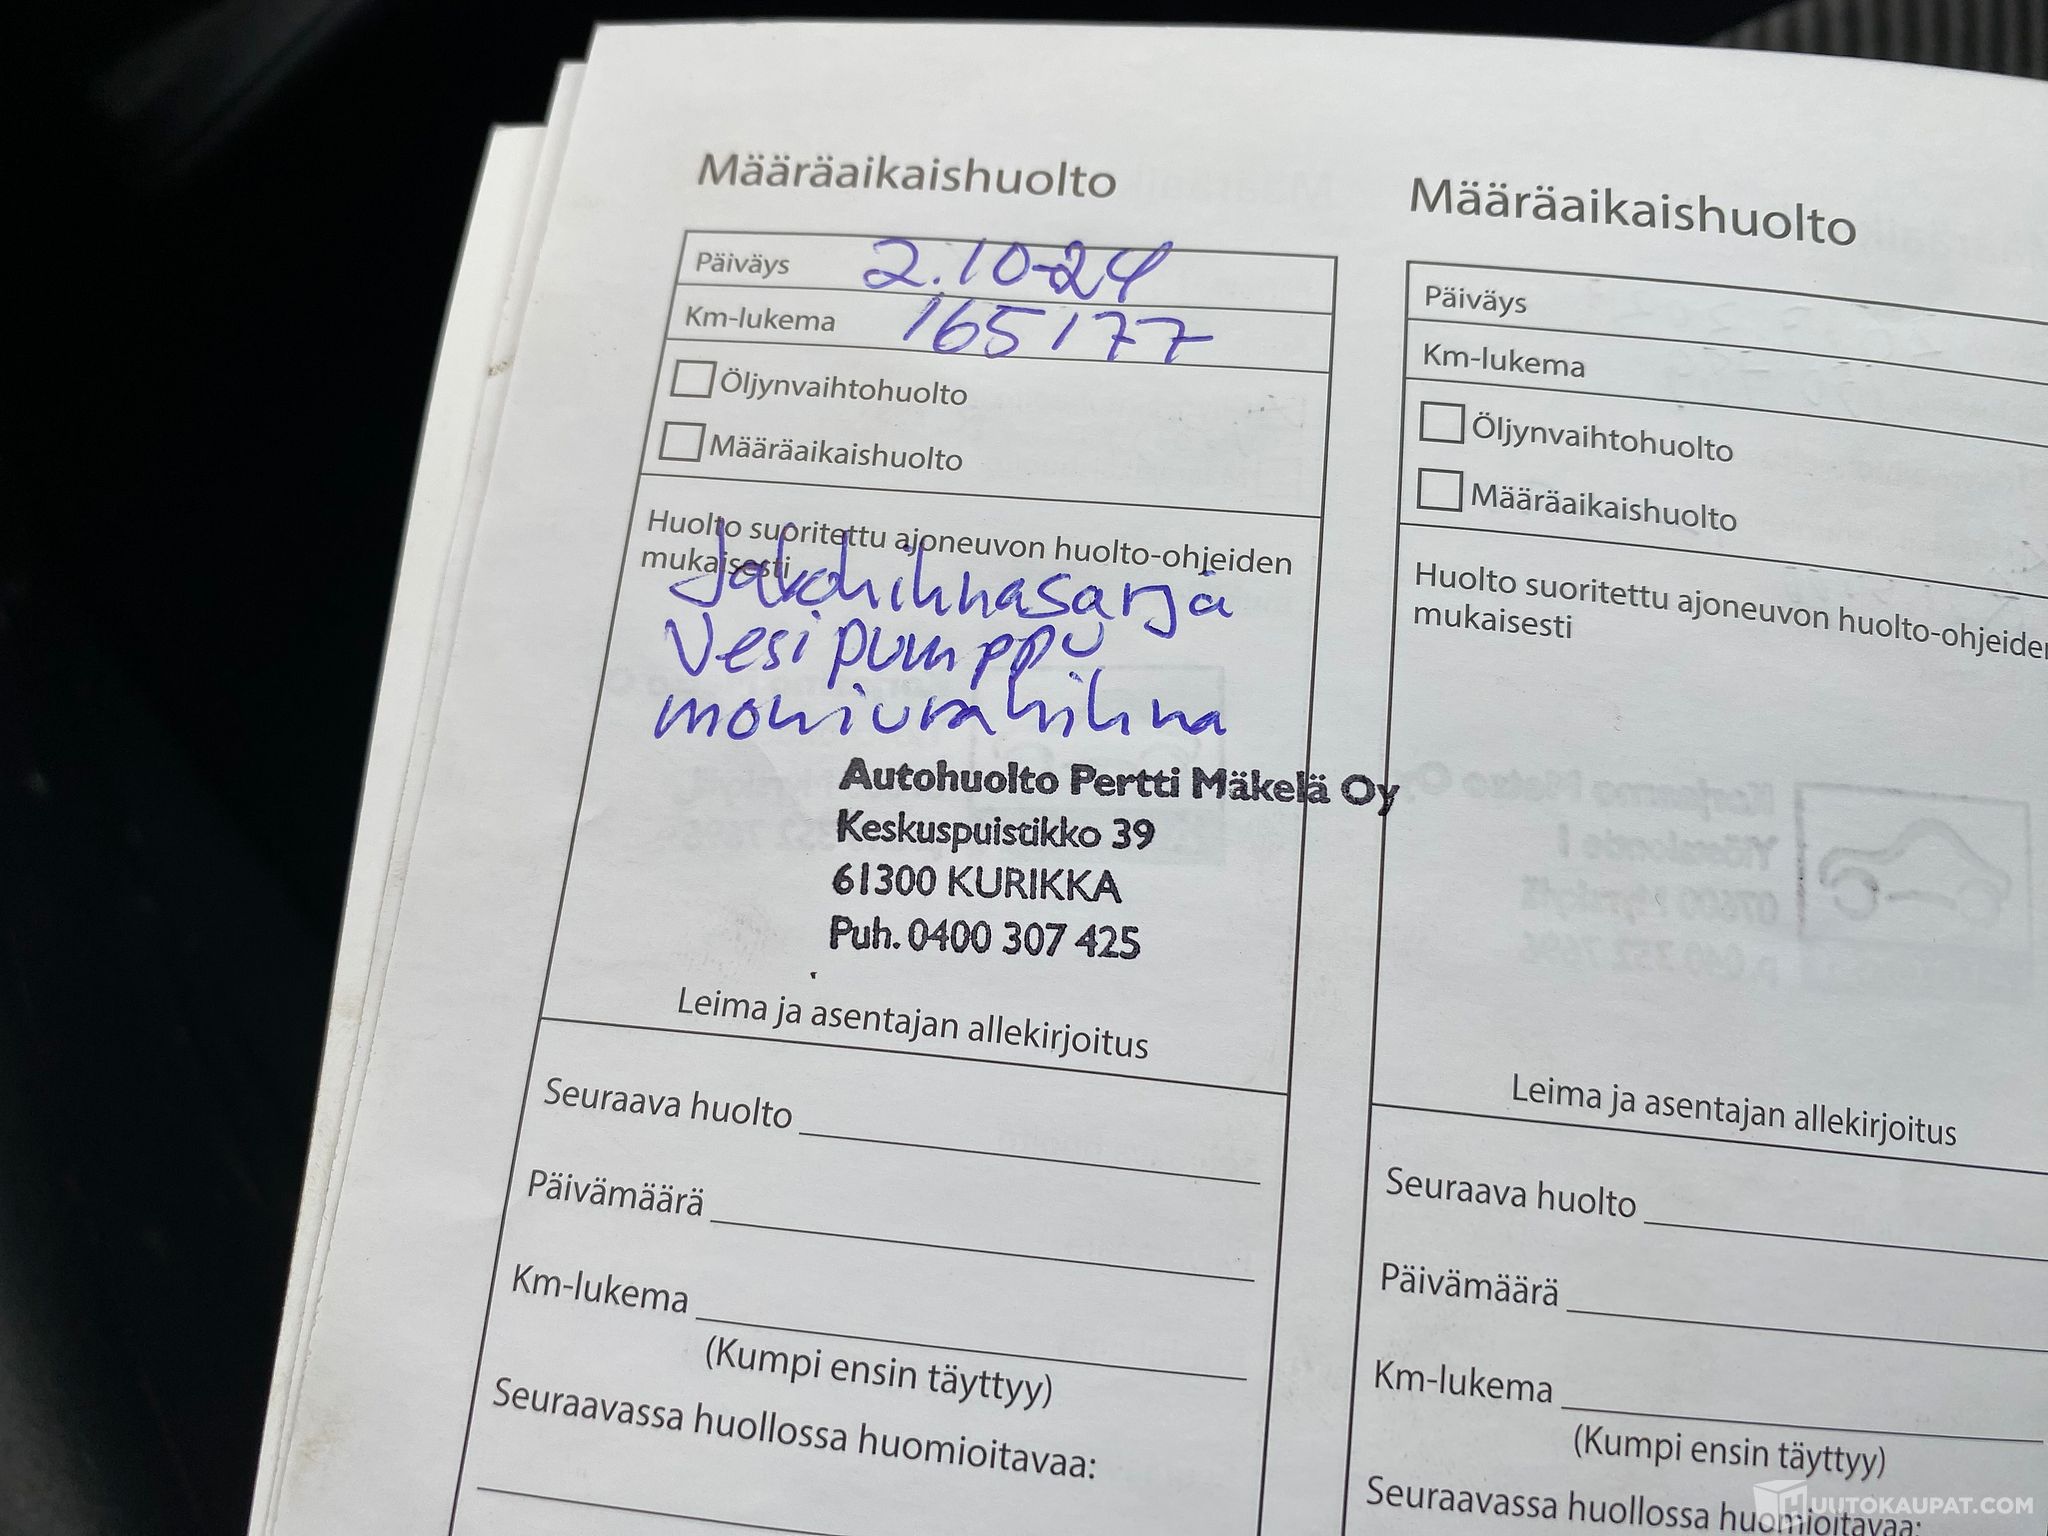 Määräaikaishuolto
Päiväys 2.10-24
Km-lukema 165177
Öljynvaihtohuolto
Määräaikaishuolto
Huolto suoritettu ajoneuvon huolto-ohjeiden
mukaisesti
Jakohihnasarja
Vesipumppu
moniurahihna
Autohuolto Pertti Mäkelä Oy
Keskuspuistikko 39
61300 KURIKKA
Puh. 0400 307 425
Leima ja asentajan allekirjoitus
Seuraava huolto
Päivämäärä
Km-lukema
(Kumpi ensin täyttyy)
Seuraavassa huollossa huomioitavaa:
Määräaikaishuolto
Päiväys
Km-lukema
Öljynvaihtohuolto
Määräaikaishuolto
Huolto suoritettu ajoneuvon huolto-ohjeiden
mukaisesti
Leima ja asentajan allekirjoitus
Seuraava huolto
Päivämäärä
Km-lukema
(Kumpi ensin täyttyy)
Seuraavassa huollossa huomioitavaa:
HUUTOKAUPAT.COM